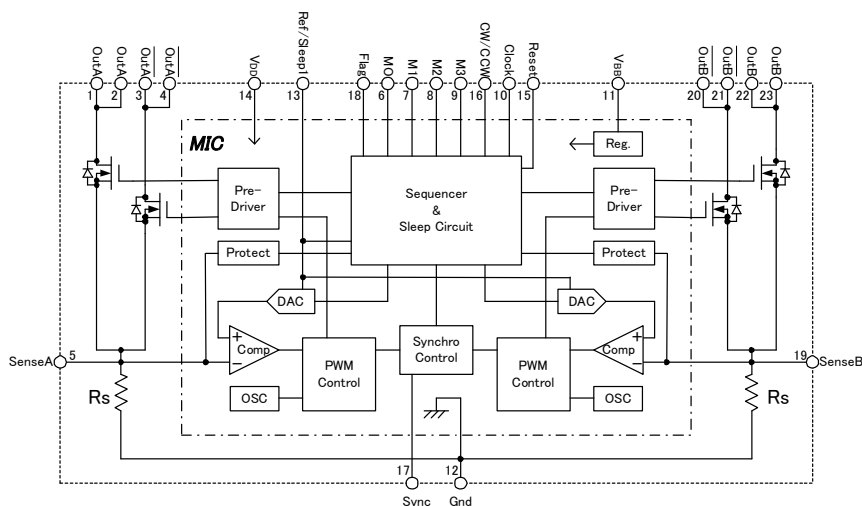 OutA
OutA
OutA
OutA
VDD
Ref/Sleep1
Flag
MO
M1
M2
M3
CW/CCW
Clock
Reset
VBB
OutB
OutB
OutB
OutB
1
2
3
4
14
13
18
6
7
8
9
16
10
15
11
20
21
22
23
MIC
Reg.
Pre-
Driver
Sequencer
&
Sleep Circuit
Pre-
Driver
Protect
Protect
DAC
DAC
+
−
Comp
PWM
Control
Synchro
Control
PWM
Control
+
−
Comp
SenseA
5
19
SenseB
Rs
OSC
OSC
Rs
17
12
Sync
Gnd